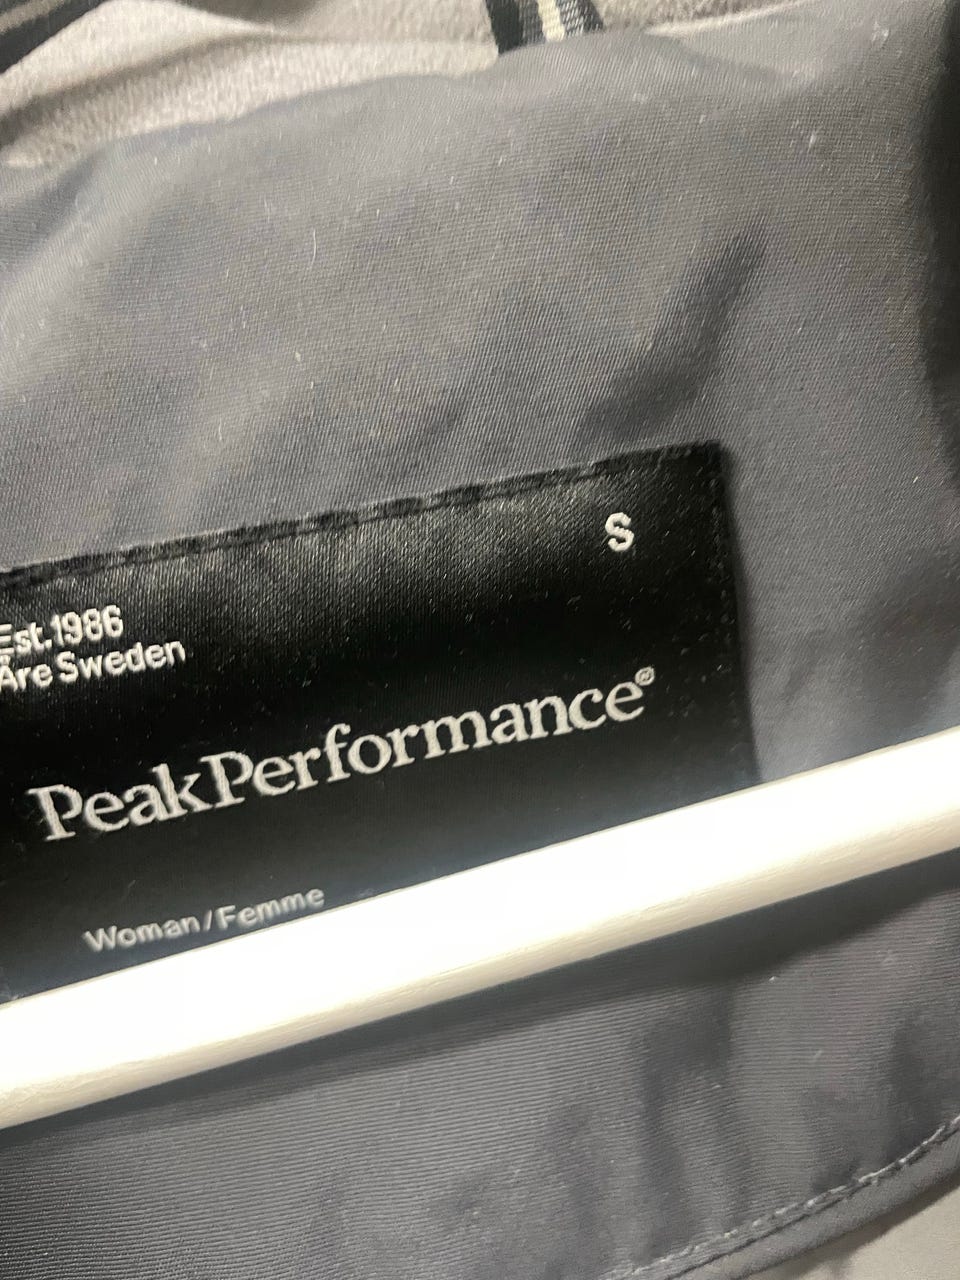 S
Est.1986
Åre Sweden
PeakPerformance®
Woman/Femme